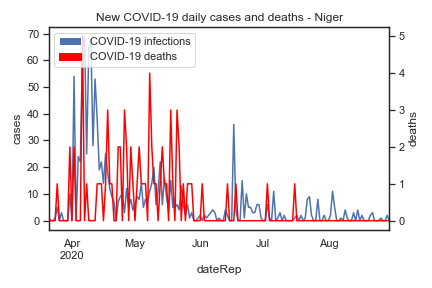 New COVID-19 daily cases and deaths - Niger
COVID-19 infections
COVID-19 deaths
70
60
50
40
30
20
10
0
cases
5
4
3
2
1
0
deaths
Apr
2020
May
Jun
Jul
Aug
dateRep